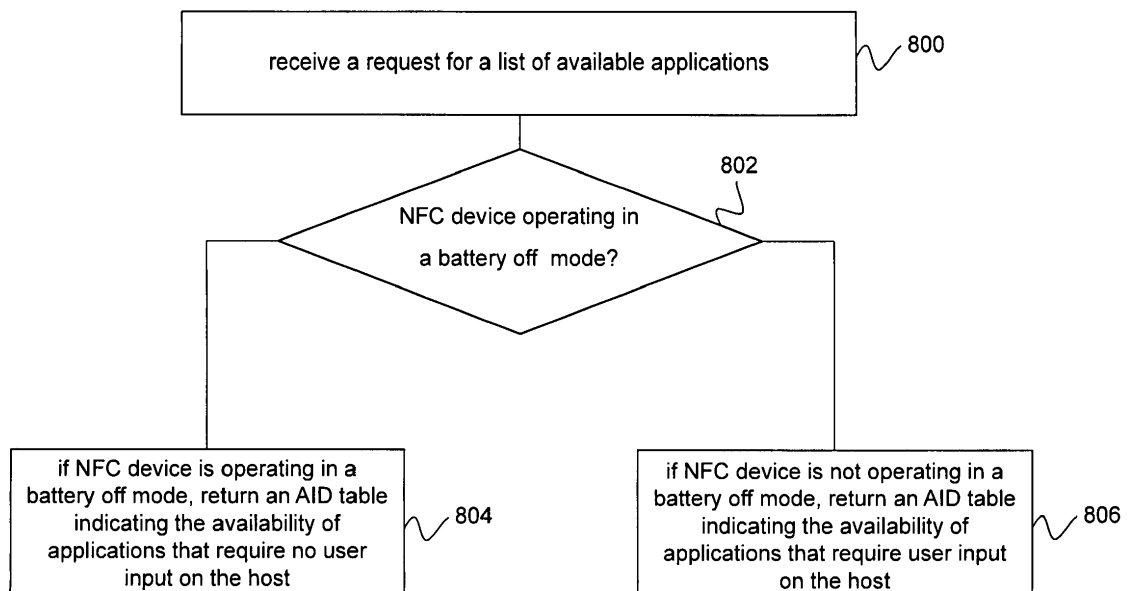 receive a request for a list of available applications
800
802
NFC device operating in
a battery off mode?
if NFC device is operating in a
battery off mode, return an AID table
indicating the availability of
applications that require no user
input on the host
804
if NFC device is not operating in a
battery off mode, return an AID table
indicating the availability of
applications that require user input
on the host
806